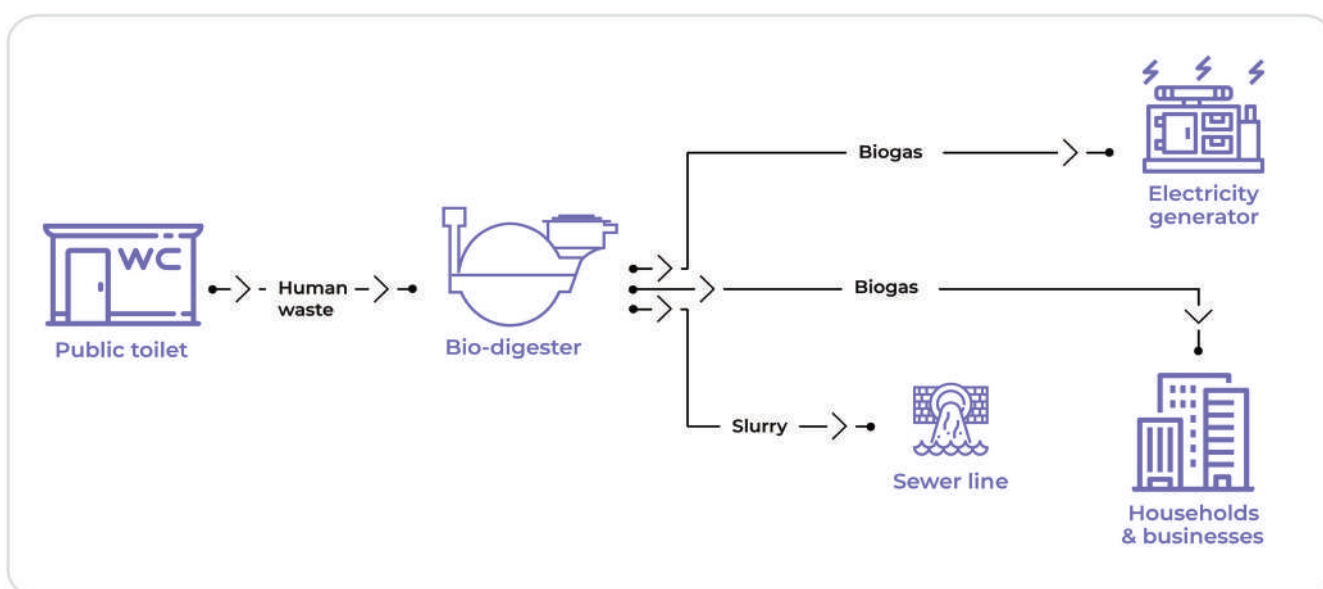 WC
Public toilet
Human
waste
Bio-digester
Biogas
Electricity
generator
Biogas
Slurry
Sewer line
Households
& businesses